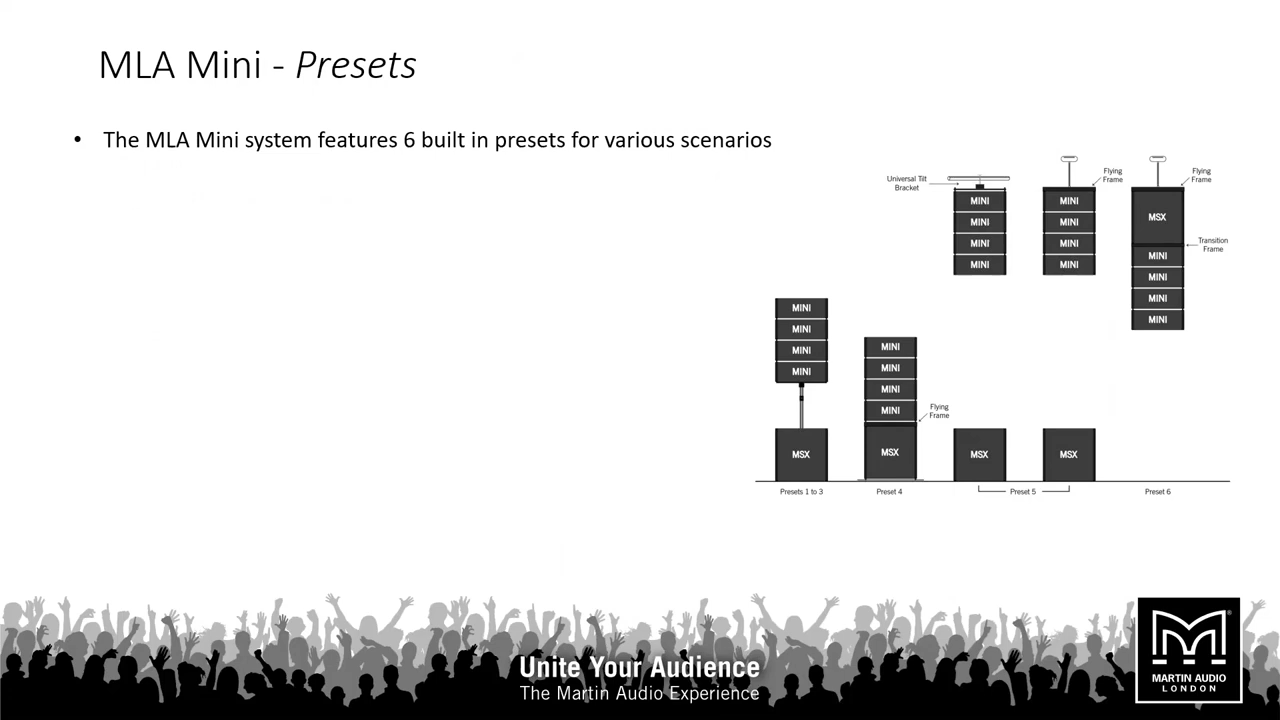 MLA Mini - Presets
• The MLA Mini system features 6 built in presets for various scenarios
Universal Tilt
Bracket
Flying
Frame
Flying
Frame
MINI
MINI
MINI
MINI
MINI
MINI
MINI
MINI
MSX
Transition
Frame
MINI
MINI
MINI
MINI
MINI
MINI
MINI
MINI
MSX
MINI
MINI
MINI
MINI
Flying
Frame
MSX
MSX
MSX
Presets 1 to 3
Preset 4
Preset 5
Preset 6
Unite Your Audience
The Martin Audio Experience
®
MARTIN AUDIO
LONDON